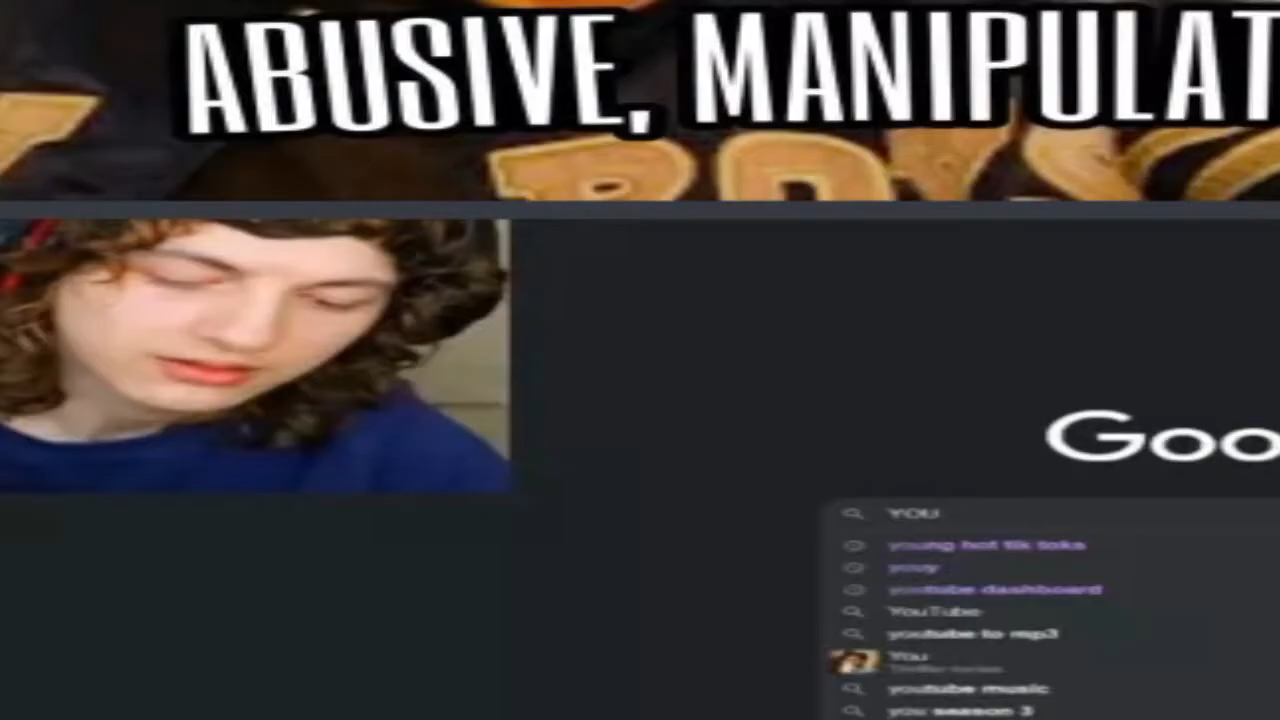 ABUSIVE, MANIPULAT
BOYS
Goo
YOU
young hot tik toks
youy
youtube dashboard
YouTube
youtube to mp3
You
youtube music
you season 3